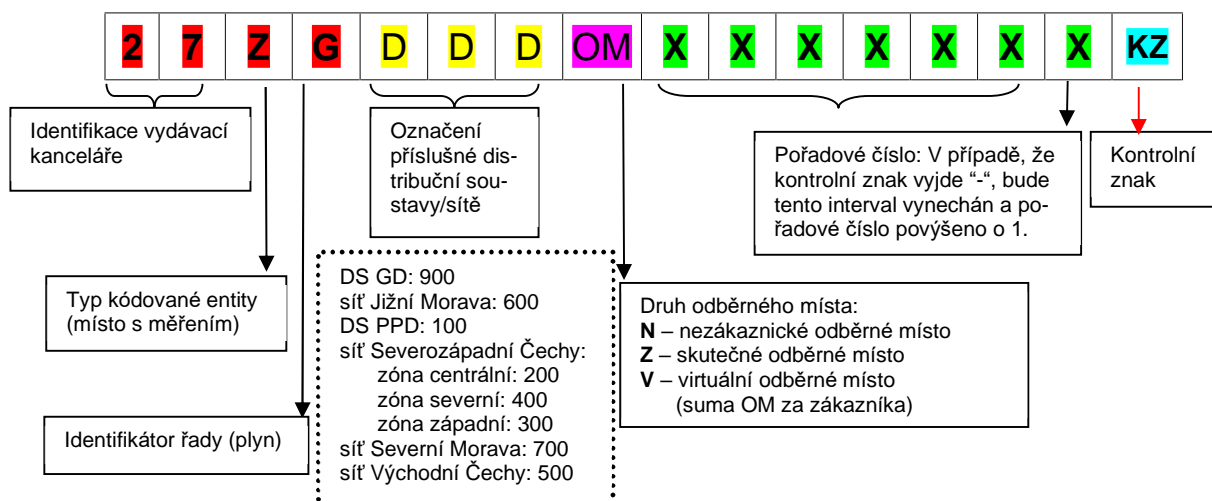 2 7 Z G D D D OM X X X X X X X KZ
Identifikace vydávací
kanceláře
Označení
příslušné dis-
tribuční sou-
stavy/sítě
Pořadové číslo: V případě, že
kontrolní znak vyjde “-“, bude
tento interval vynechán a po-
řadové číslo povýšeno o 1.
Kontrolní
znak
Typ kódované entity
(místo s měřením)
DS GD: 900
síť Jižní Morava: 600
DS PPD: 100
síť Severozápadní Čechy:
zóna centrální: 200
zóna severní: 400
zóna západní: 300
síť Severní Morava: 700
síť Východní Čechy: 500
Druh odběrného místa:
N – nezákaznické odběrné místo
Z – skutečné odběrné místo
V – virtuální odběrné místo
(suma OM za zákazníka)
Identifikátor řady (plyn)